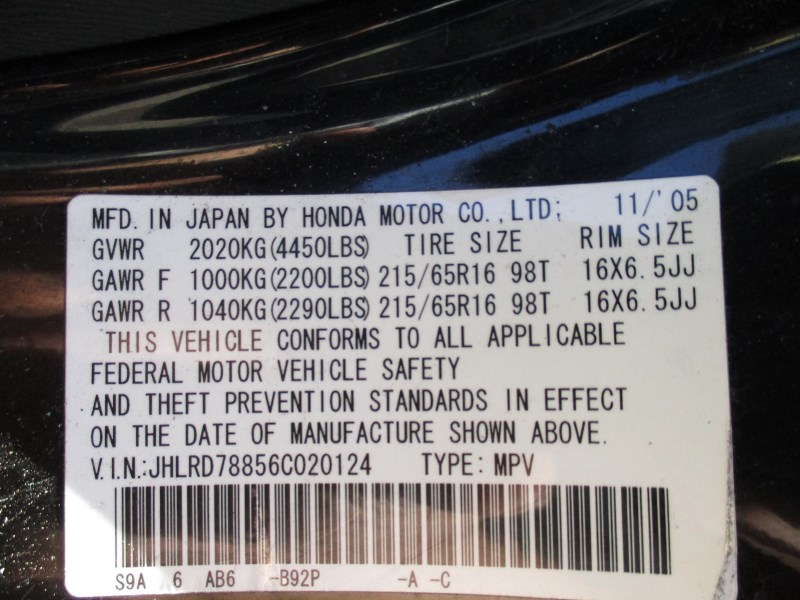 MFD. IN JAPAN BY HONDA MOTOR CO., LTD; 11/'05
GVWR 2020KG(4450LBS) TIRE SIZE RIM SIZE
GAWR F 1000KG(2200LBS) 215/65R16 98T 16X6.5JJ
GAWR R 1040KG(2290LBS) 215/65R16 98T 16X6.5JJ
THIS VEHICLE CONFORMS TO ALL APPLICABLE
FEDERAL MOTOR VEHICLE SAFETY
AND THEFT PREVENTION STANDARDS IN EFFECT
ON THE DATE OF MANUFACTURE SHOWN ABOVE.
V.I.N.:JHLRD78856C020124 TYPE: MPV
S9A 6 AB6 -B92P -A -C